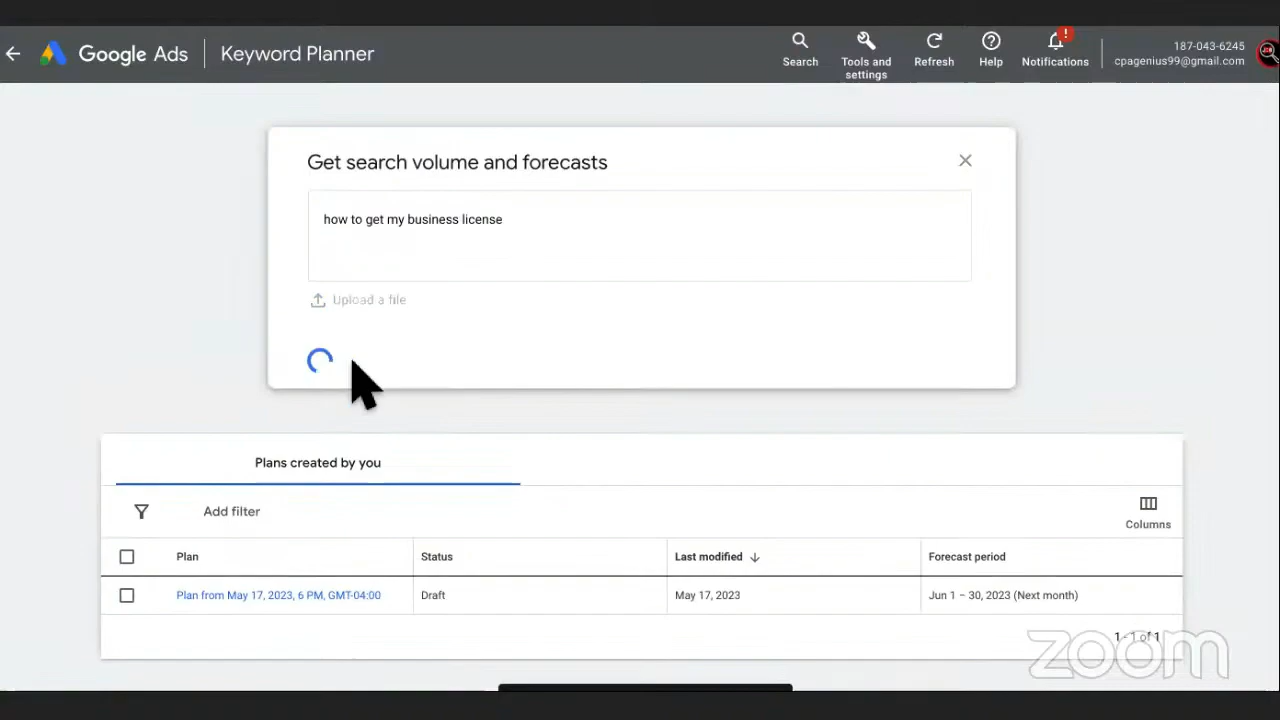 Google Ads
Keyword Planner
Search
Tools and
settings
Refresh
Help
!
Notifications
187-043-6245
cpagenius99@gmail.com
Get search volume and forecasts
how to get my business license
Upload a file
Plans created by you
Add filter
Columns
Plan
Status
Last modified
Forecast period
Plan from May 17, 2023, 6 PM, GMT-04:00
Draft
May 17, 2023
Jun 1 – 30, 2023 (Next month)
1 - 1 of 1
zoom